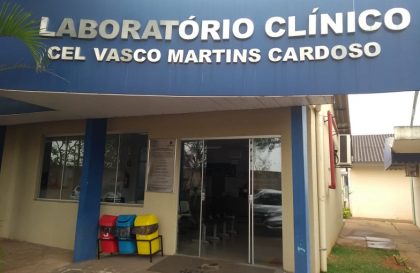 LABORATÓRIO CLÍNICO
CEL VASCO MARTINS CARDOSO